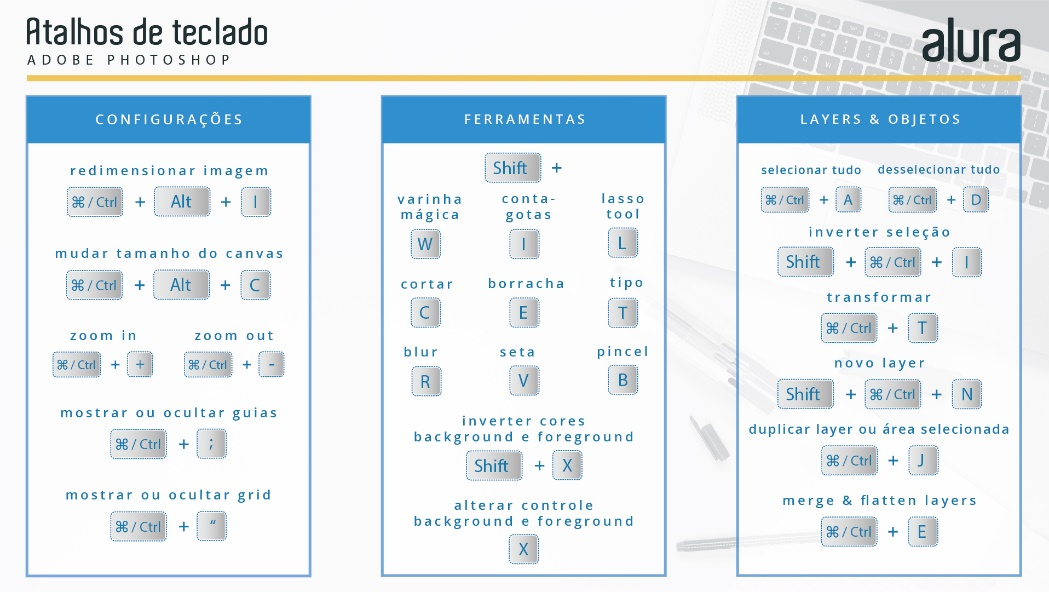 Atalhos de teclado
ADOBE PHOTOSHOP
alura
CONFIGURAÇÕES
redimensionar imagem
⌘ / Ctrl + Alt + I
mudar tamanho do canvas
⌘ / Ctrl + Alt + C
zoom in zoom out
⌘ / Ctrl + + ⌘ / Ctrl + -
mostrar ou ocultar guias
⌘ / Ctrl + ;
mostrar ou ocultar grid
⌘ / Ctrl + “
FERRAMENTAS
Shift +
varinha conta- lasso
mágica gotas tool
W I L
cortar borracha tipo
C E T
blur seta pincel
R V B
inverter cores
background e foreground
Shift + X
alterar controle
background e foreground
X
LAYERS & OBJETOS
selecionar tudo desselecionar tudo
⌘ / Ctrl + A ⌘ / Ctrl + D
inverter seleção
Shift + ⌘ / Ctrl + I
transformar
⌘ / Ctrl + T
novo layer
Shift + ⌘ / Ctrl + N
duplicar layer ou área selecionada
⌘ / Ctrl + J
merge & flatten layers
⌘ / Ctrl + E